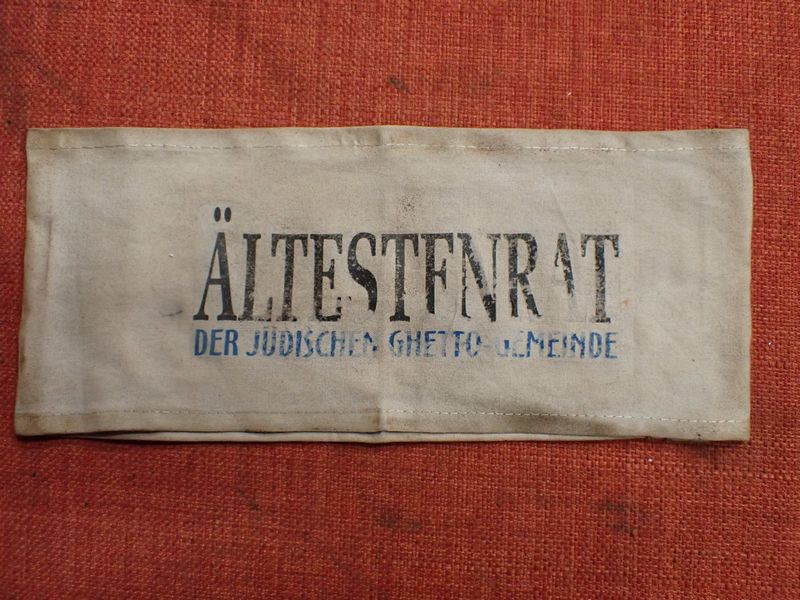 ÄLTESTENRAT
DER JÜDISCHEN GHETTO-GEMEINDE